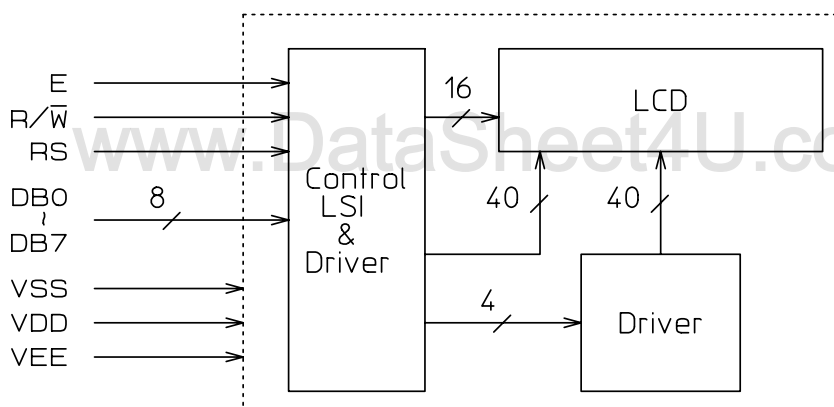 E
R/W̅
RS
DB0
~
DB7
8
VSS
VDD
VEE
Control
LSI
&
Driver
16
LCD
40
40
4
Driver
www.DataSheet4U.co